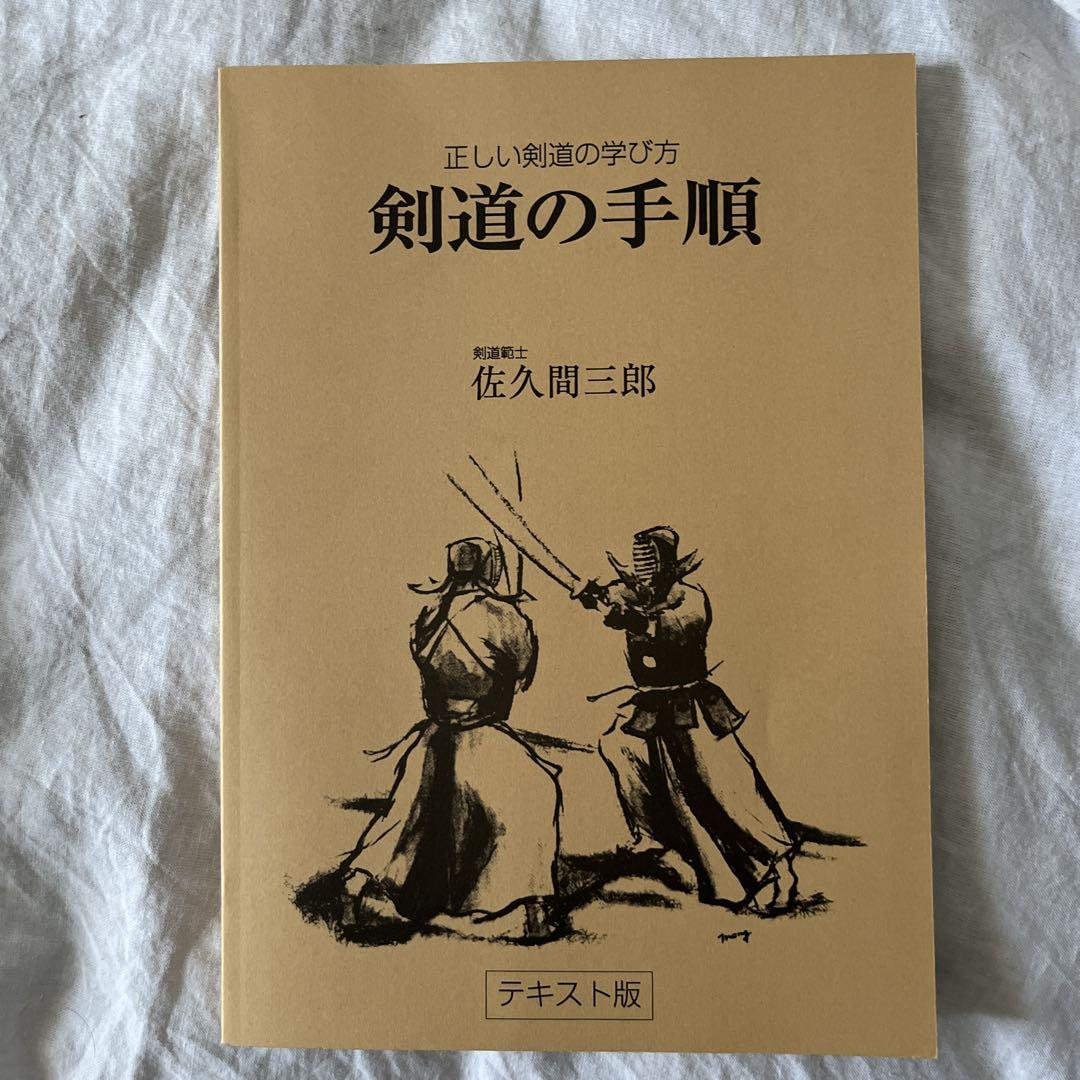 正しい剣道の学び方
剣道の手順
剣道範士
佐久間三郎
テキスト版